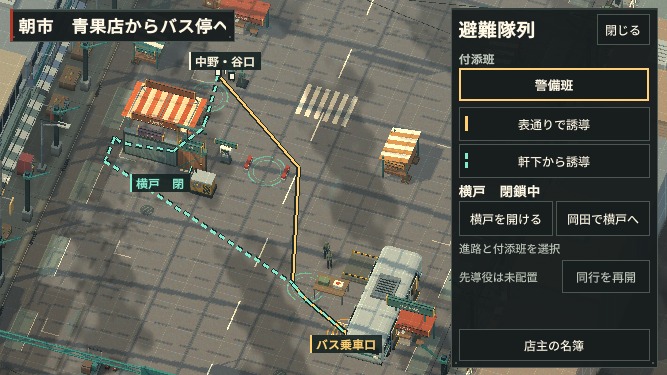 朝市　青果店からバス停へ
中野・谷口
横戸　閉
バス乗車口
避難隊列
閉じる
付添班
警備班
表通りで誘導
軒下から誘導
横戸　閉鎖中
横戸を開ける
岡田で横戸へ
進路と付添班を選択
先導役は未配置
同行を再開
店主の名簿